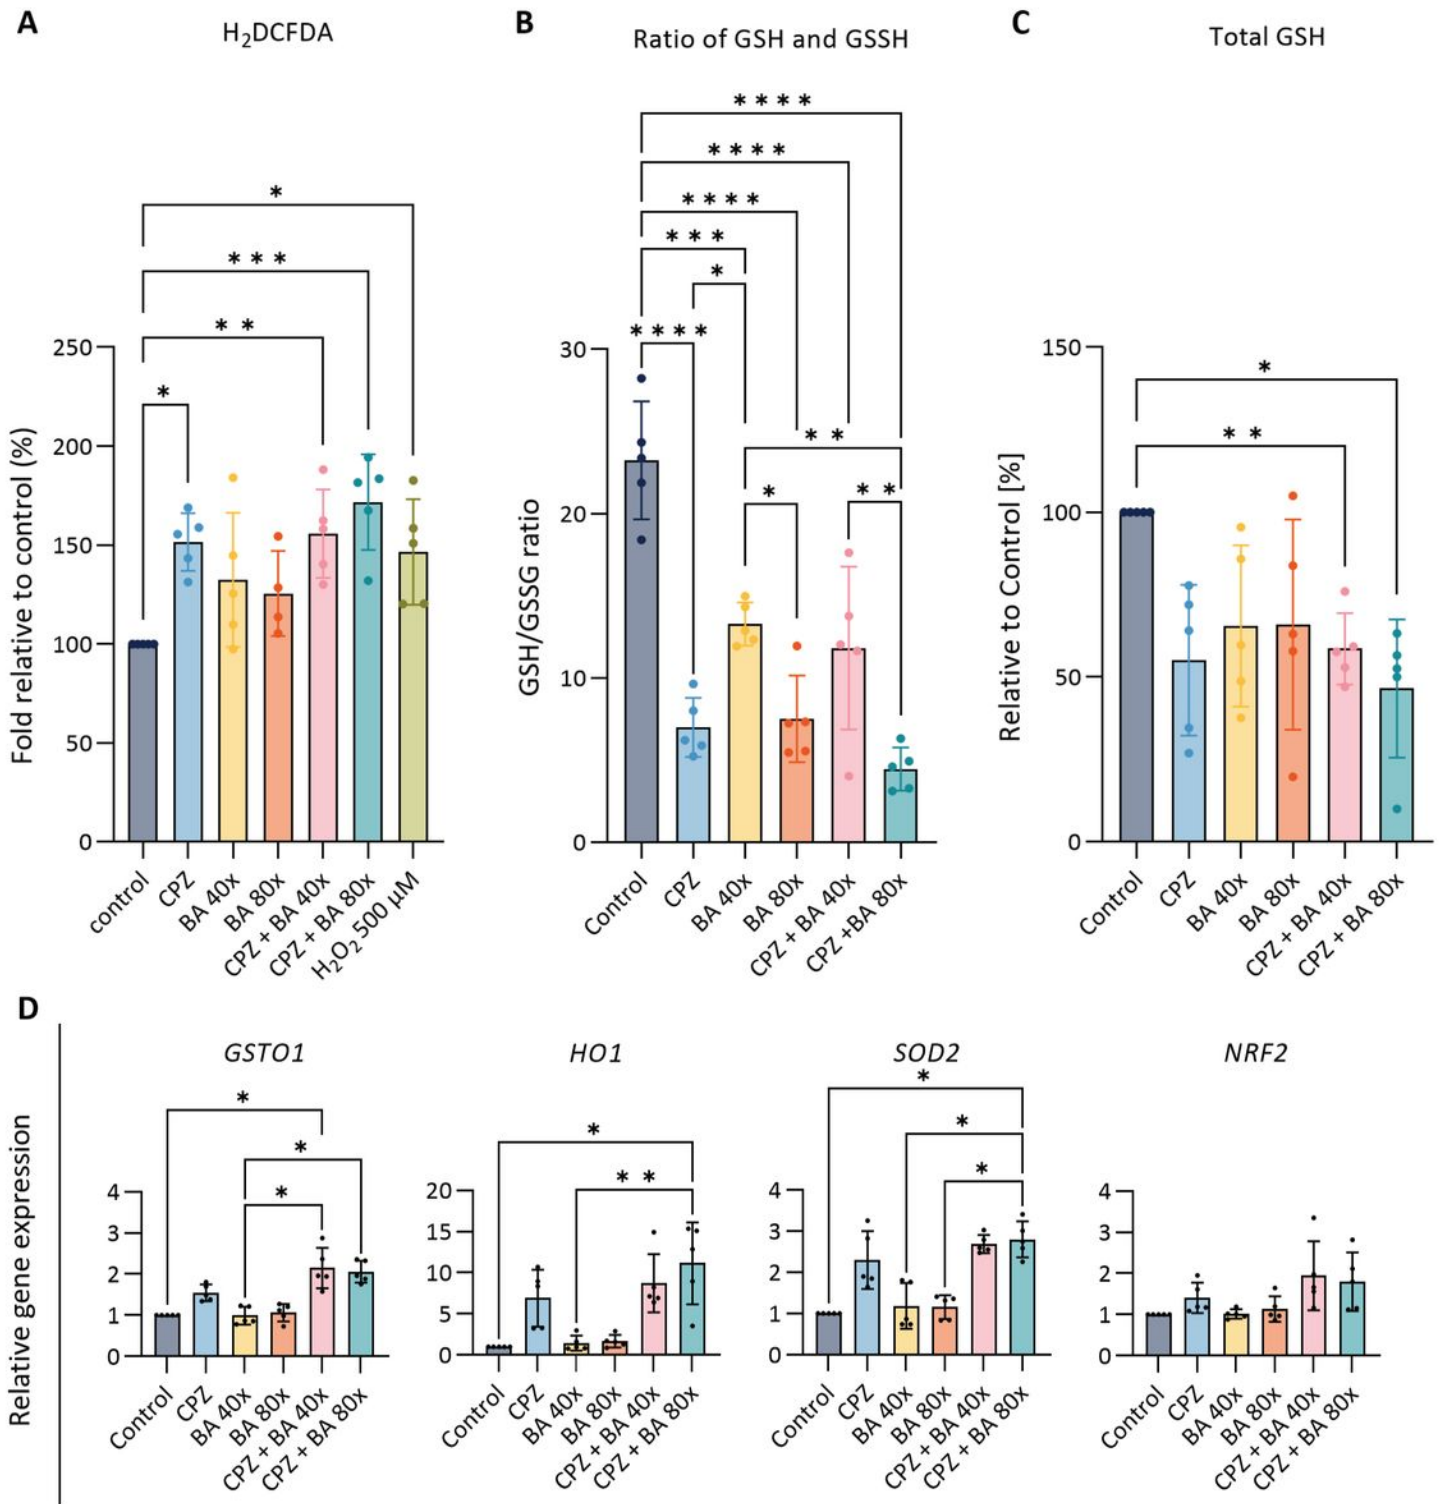 A
H₂DCFDA
Fold relative to control (%)
250
200
150
100
50
0
*
* * *
* *
*
control
CPZ
BA 40x
BA 80x
CPZ + BA 40x
CPZ + BA 80x
H₂O₂ 500 µM
B
Ratio of GSH and GSSH
GSH/GSSG ratio
30
20
10
0
* * * *
* * * *
* * * *
* * *
*
* * * *
* *
*
* *
Control
CPZ
BA 40x
BA 80x
CPZ + BA 40x
CPZ +BA 80x
C
Total GSH
Relative to Control [%]
150
100
50
0
*
* *
Control
CPZ
BA 40x
BA 80x
CPZ + BA 40x
CPZ + BA 80x
D
Relative gene expression
GSTO1
4
3
2
1
0
*
*
*
Control
CPZ
BA 40x
BA 80x
CPZ + BA 40x
CPZ + BA 80x
HO1
20
15
10
5
0
*
* *
Control
CPZ
BA 40x
BA 80x
CPZ + BA 40x
CPZ + BA 80x
SOD2
4
3
2
1
0
*
*
*
Control
CPZ
BA 40x
BA 80x
CPZ + BA 40x
CPZ + BA 80x
NRF2
4
3
2
1
0
Control
CPZ
BA 40x
BA 80x
CPZ + BA 40x
CPZ + BA 80x